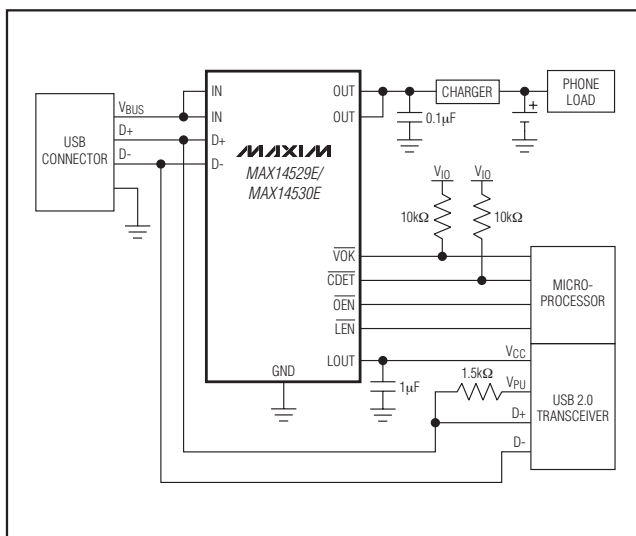 USB
CONNECTOR
VBUS
D+
D-
IN
IN
D+
D-
MAXIM
MAX14529E/
MAX14530E
GND
OUT
OUT
0.1µF
CHARGER
+
PHONE
LOAD
VIO
VIO
10kΩ
10kΩ
VOK
CDET
OEN
LEN
LOUT
1µF
1.5kΩ
MICRO-
PROCESSOR
VCC
VPU
D+
D-
USB 2.0
TRANSCEIVER